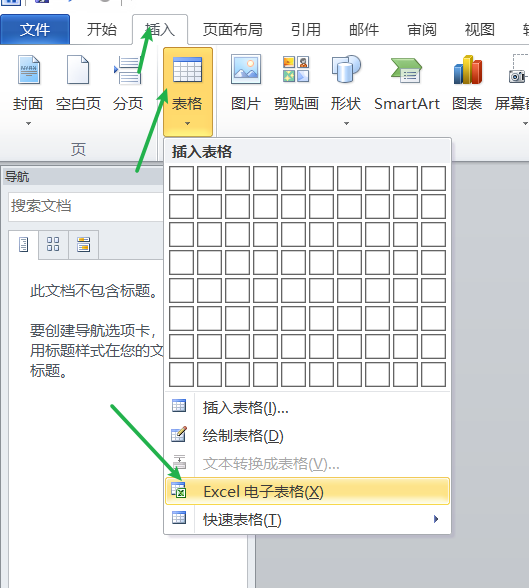 文件 开始 插入 页面布局 引用 邮件 审阅 视图
封面 空白页 分页 表格 图片 剪贴画 形状 SmartArt 图表 屏幕截
页
插入表格
导航
搜索文档
此文档不包含标题。
要创建导航选项卡,
用标题样式在您的文
标题。
插入表格(I)...
绘制表格(D)
文本转换成表格(V)...
Excel 电子表格(X)
快速表格(T)